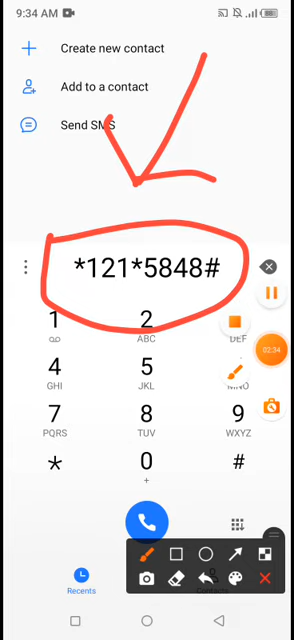 9:34 AM
Create new contact
Add to a contact
Send SMS
*121*5848#
1 2
ABC DEF
02:34
4 5
GHI JKL MNO
7 8 9
PQRS TUV WXYZ
* 0 #
+
Recents Contacts